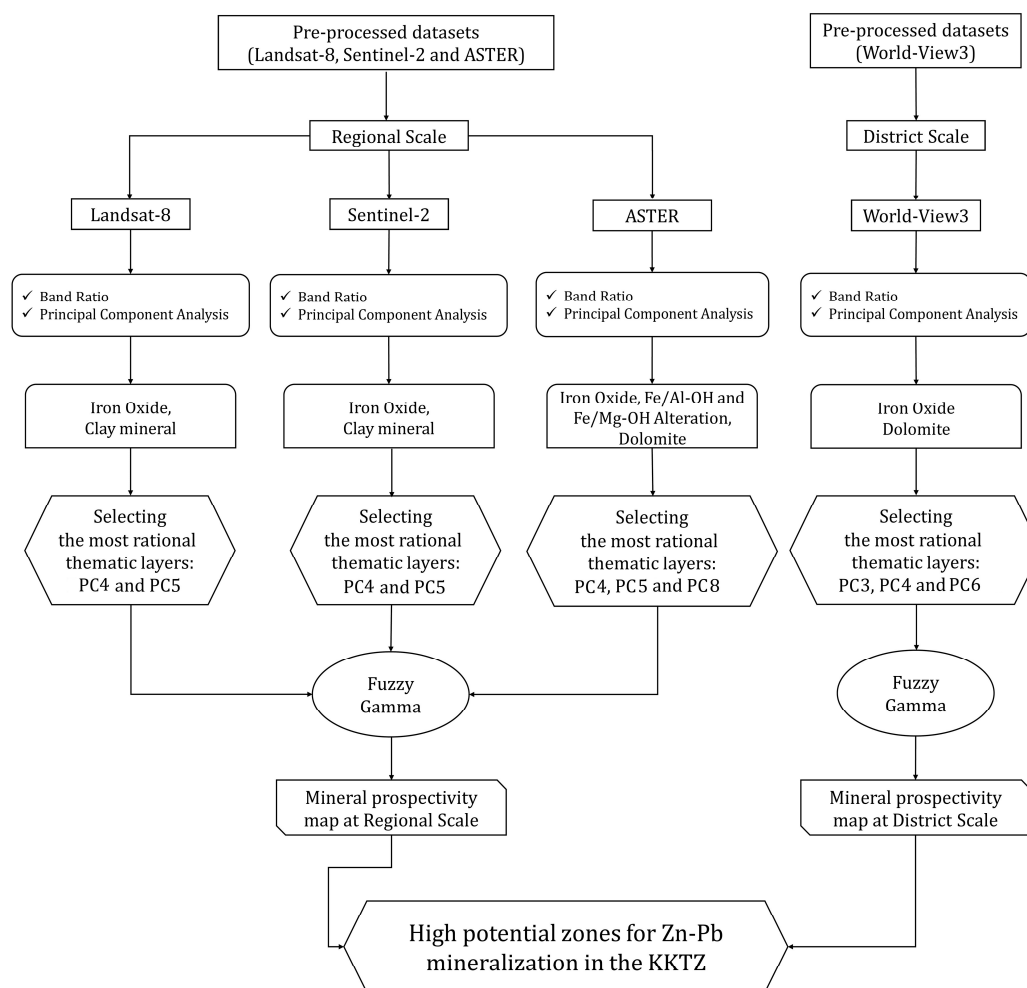 Pre-processed datasets
(Landsat-8, Sentinel-2 and ASTER)
Pre-processed datasets
(World-View3)
Regional Scale
District Scale
Landsat-8
Sentinel-2
ASTER
World-View3
✓ Band Ratio
✓ Principal Component Analysis
✓ Band Ratio
✓ Principal Component Analysis
✓ Band Ratio
✓ Principal Component Analysis
✓ Band Ratio
✓ Principal Component Analysis
Iron Oxide,
Clay mineral
Iron Oxide,
Clay mineral
Iron Oxide, Fe/Al-OH and
Fe/Mg-OH Alteration,
Dolomite
Iron Oxide
Dolomite
Selecting
the most rational
thematic layers:
PC4 and PC5
Selecting
the most rational
thematic layers:
PC4 and PC5
Selecting
the most rational
thematic layers:
PC4, PC5 and PC8
Selecting
the most rational
thematic layers:
PC3, PC4 and PC6
Fuzzy
Gamma
Fuzzy
Gamma
Mineral prospectivity
map at Regional Scale
Mineral prospectivity
map at District Scale
High potential zones for Zn-Pb
mineralization in the KKTZ